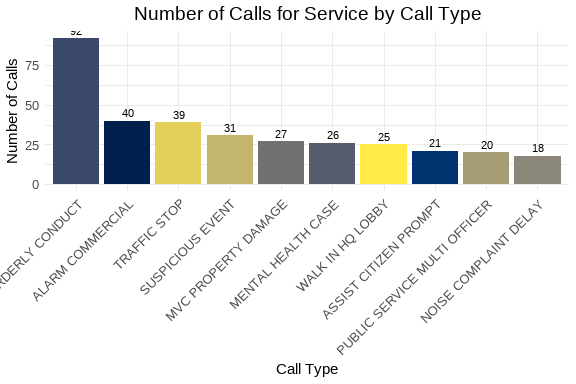 Number of Calls for Service by Call Type
Number of Calls
75
50
25
0
92
40
39
31
27
26
25
21
20
18
RDERLY CONDUCT
ALARM COMMERCIAL
TRAFFIC STOP
SUSPICIOUS EVENT
MVC PROPERTY DAMAGE
MENTAL HEALTH CASE
WALK IN HQ LOBBY
ASSIST CITIZEN PROMPT
PUBLIC SERVICE MULTI OFFICER
NOISE COMPLAINT DELAY
Call Type